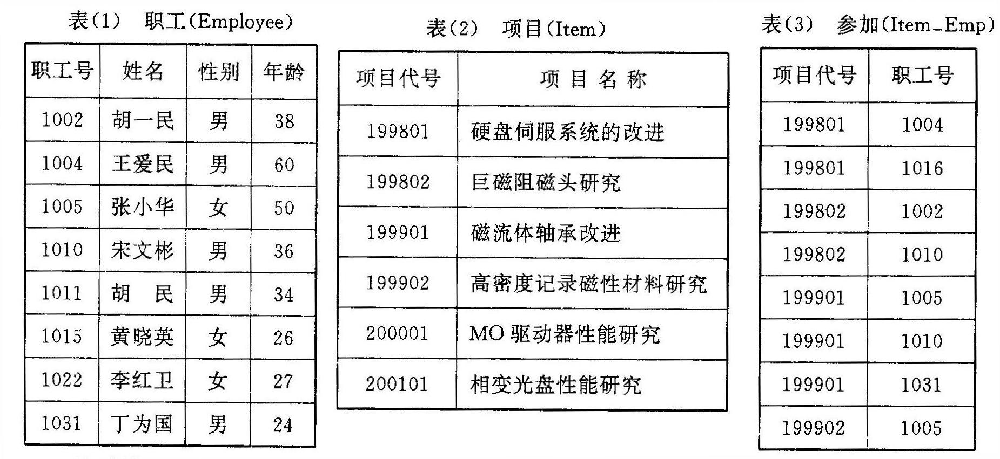 表(1) 职工(Employee)
职工号 姓名 性别 年龄
1002 胡一民 男 38
1004 王爱民 男 60
1005 张小华 女 50
1010 宋文彬 男 36
1011 胡 民 男 34
1015 黄晓英 女 26
1022 李红卫 女 27
1031 丁为国 男 24
表(2) 项目(Item)
项目代号 项目名称
199801 硬盘伺服系统的改进
199802 巨磁阻磁头研究
199901 磁流体轴承改进
199902 高密度记录磁性材料研究
200001 MO驱动器性能研究
200101 相变光盘性能研究
表(3) 参加(Item_Emp)
项目代号 职工号
199801 1004
199801 1016
199802 1002
199802 1010
199901 1005
199901 1010
199901 1031
199902 1005